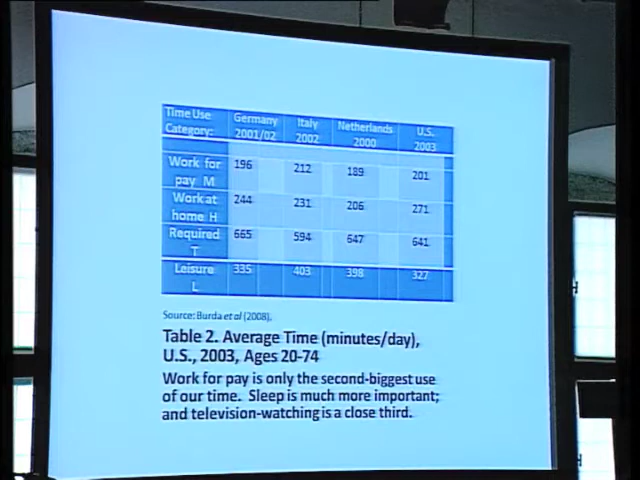 Time Use Category: Germany 2001/02 Italy 2002 Netherlands 2000 U.S. 2003
Work for pay M 196 212 189 201
Work at home H 244 231 206 271
Required T 665 594 647 641
Leisure L 335 403 398 327
Source: Burda et al (2008).
Table 2. Average Time (minutes/day),
U.S., 2003, Ages 20-74
Work for pay is only the second-biggest use
of our time. Sleep is much more important;
and television-watching is a close third.